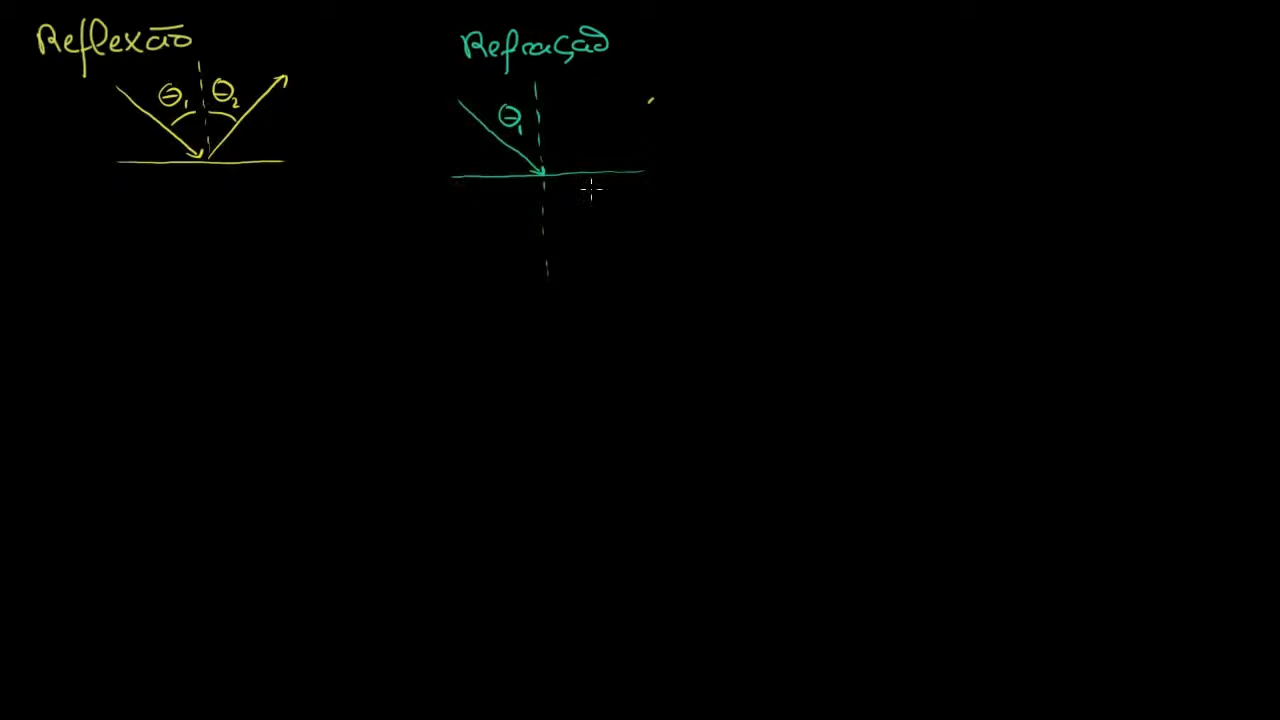 Reflexão
θ₁ θ₂
Refração
θ₁